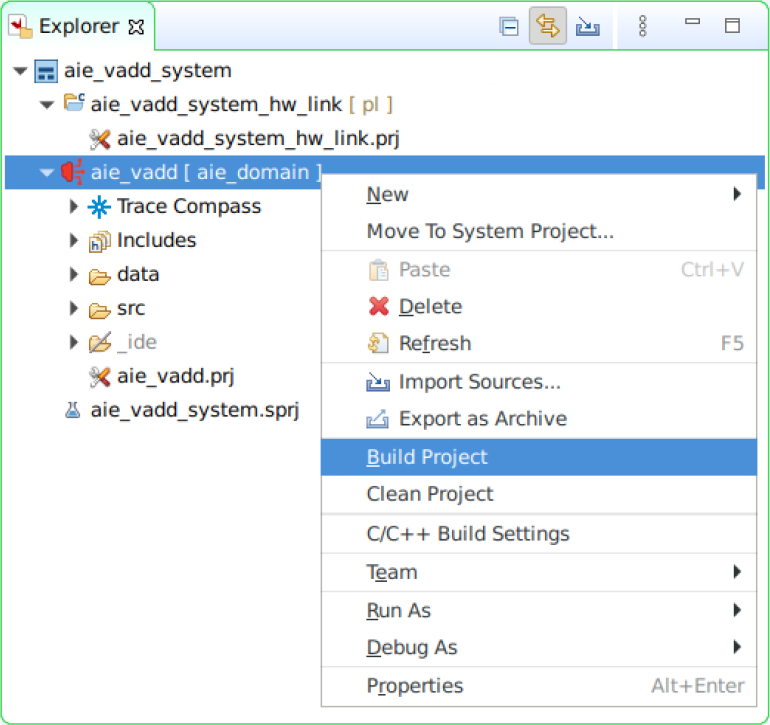 Explorer
aie_vadd_system
aie_vadd_system_hw_link [ pl ]
aie_vadd_system_hw_link.prj
aie_vadd [ aie_domain ]
Trace Compass
Includes
data
src
_ide
aie_vadd.prj
aie_vadd_system.sprj
New
Move To System Project...
Paste Ctrl+V
Delete
Refresh F5
Import Sources...
Export as Archive
Build Project
Clean Project
C/C++ Build Settings
Team
Run As
Debug As
Properties Alt+Enter